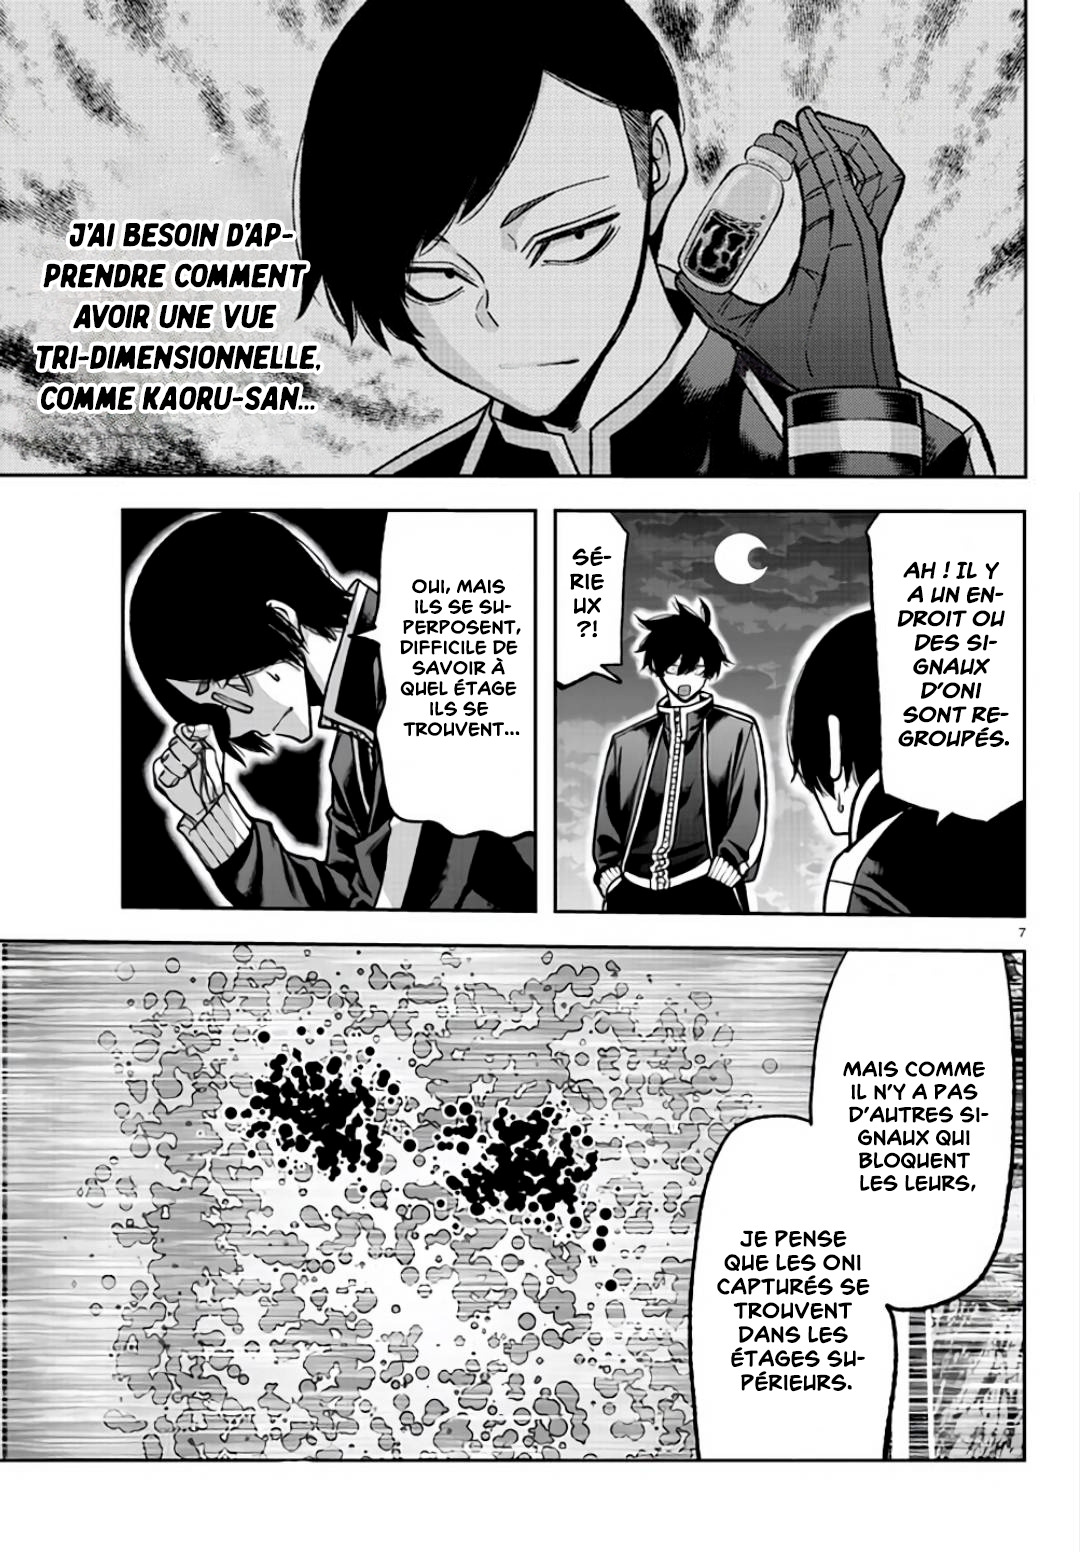 J'AI BESOIN D'AP-
PRENDRE COMMENT
AVOIR UNE VUE
TRI-DIMENSIONNELLE,
COMME KAORU-SAN...
AH ! IL Y
A UN EN-
DROIT OU
DES SI-
GNAUX
D'ONI
SONT RE-
GROUPÉS.
SÉ-
RIE
UX
?!
OUI, MAIS
ILS SE SU-
PERPOSENT,
DIFFICILE DE
SAVOIR À
QUEL ÉTAGE
ILS SE
TROUVENT...
7
MAIS COMME
IL N'Y A PAS
D'AUTRES SI-
GNAUX QUI
BLOQUENT
LES LEURS,
JE PENSE
QUE LES ONI
CAPTURÉS SE
TROUVENT
DANS LES
ÉTAGES SU-
PÉRIEURS.